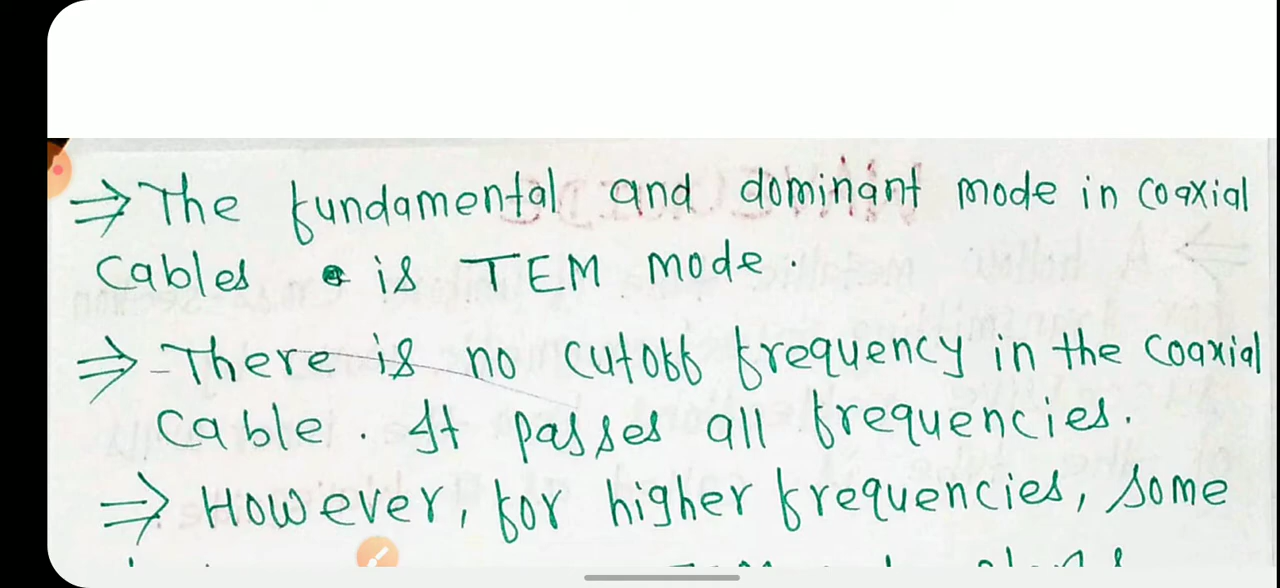 ⇒ The fundamental and dominant mode in coaxial
Cables is TEM mode.
⇒ There is no cutoff frequency in the coaxial
Cable. It passes all frequencies.
⇒ However, for higher frequencies, some